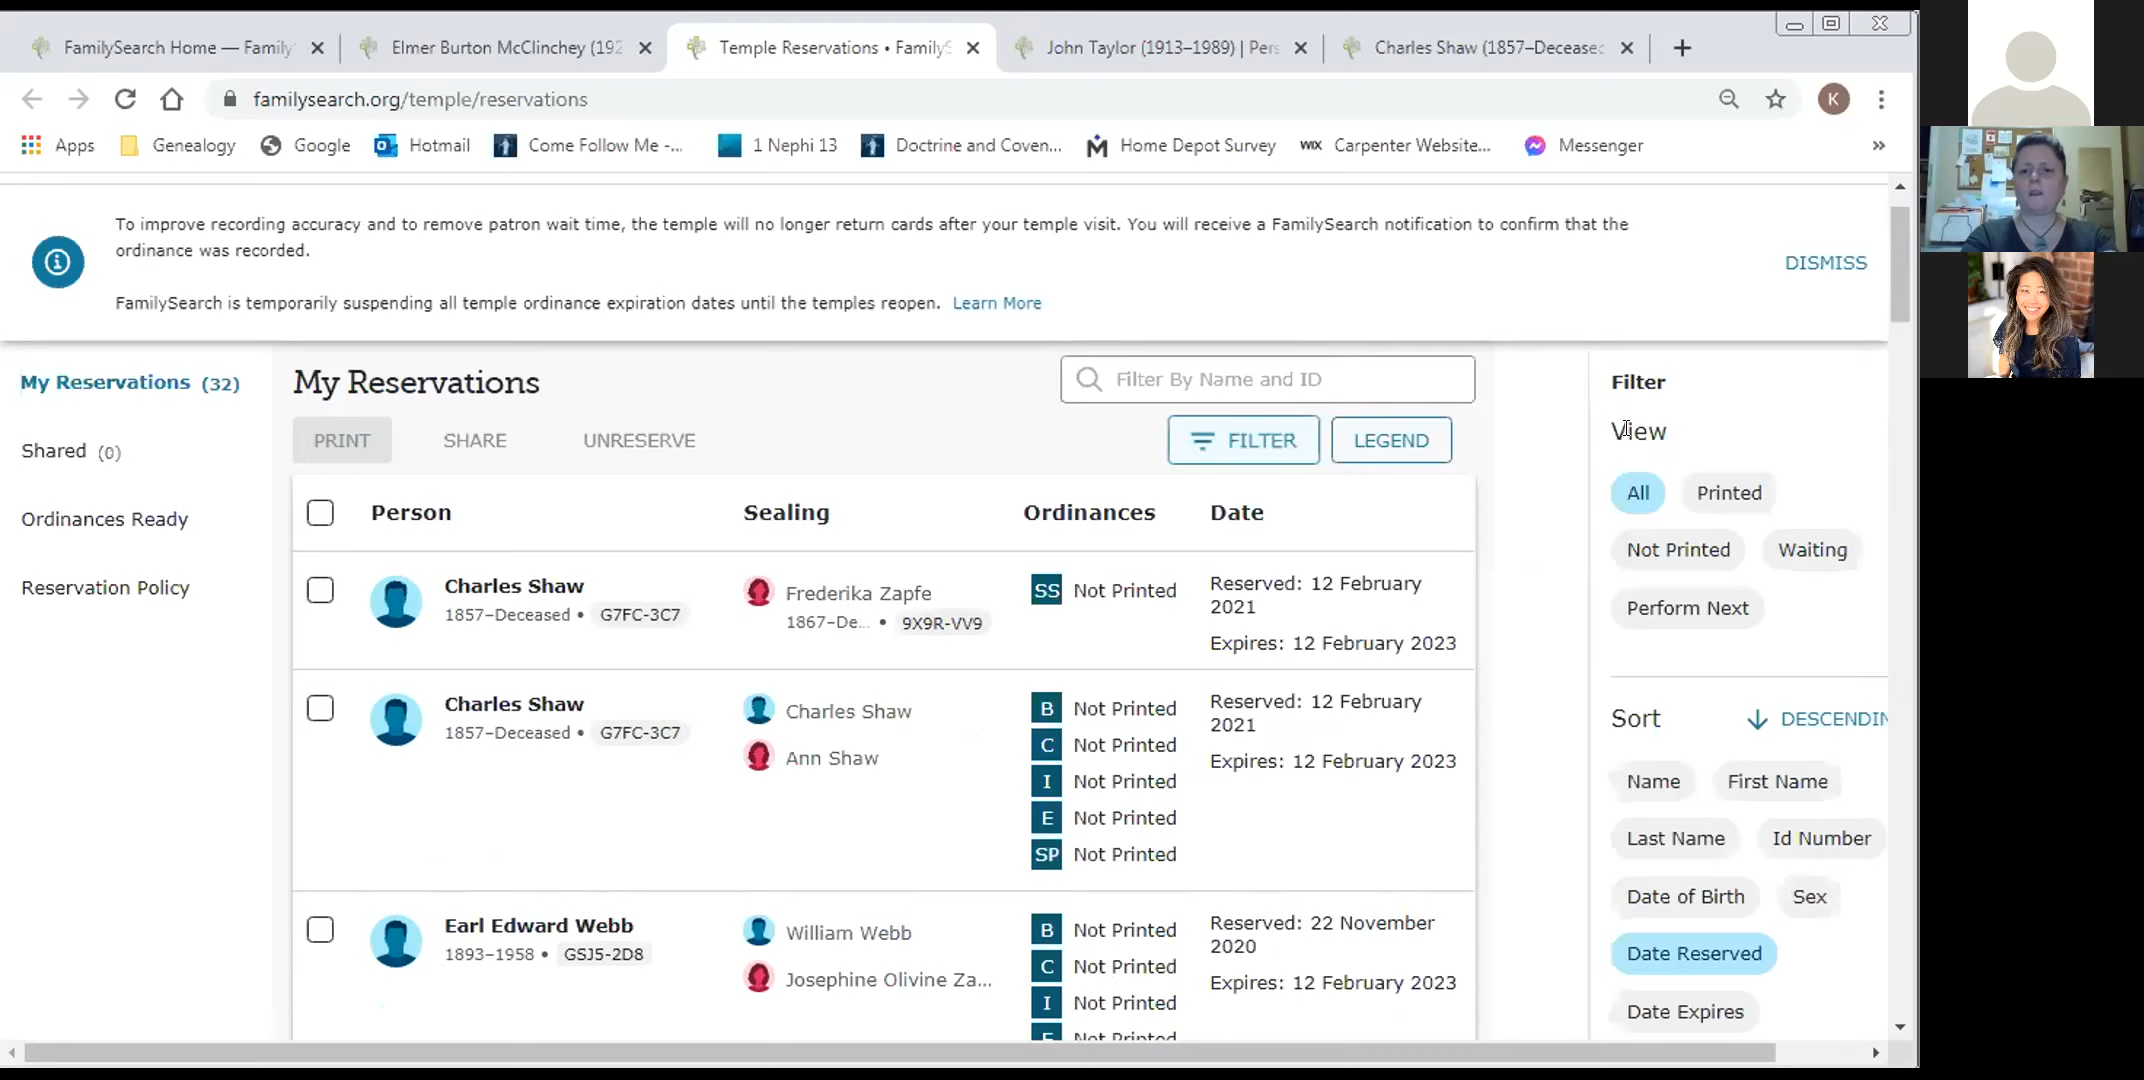 FamilySearch Home — Family
Elmer Burton McClinchey (192
Temple Reservations • FamilyS
John Taylor (1913–1989) | Pers
Charles Shaw (1857–Deceased
familysearch.org/temple/reservations
K
Apps
Genealogy
Google
Hotmail
Come Follow Me -...
1 Nephi 13
Doctrine and Coven...
Home Depot Survey
WIX Carpenter Website...
Messenger
»
To improve recording accuracy and to remove patron wait time, the temple will no longer return cards after your temple visit. You will receive a FamilySearch notification to confirm that the
ordinance was recorded.
FamilySearch is temporarily suspending all temple ordinance expiration dates until the temples reopen. Learn More
DISMISS
My Reservations (32)
Shared (0)
Ordinances Ready
Reservation Policy
My Reservations
Filter By Name and ID
PRINT
SHARE
UNRESERVE
FILTER
LEGEND
Person
Sealing
Ordinances
Date
Charles Shaw
1857–Deceased • G7FC-3C7
Frederika Zapfe
1867–De... • 9X9R-VV9
SS Not Printed
Reserved: 12 February
2021
Expires: 12 February 2023
Charles Shaw
1857–Deceased • G7FC-3C7
Charles Shaw
Ann Shaw
B Not Printed
C Not Printed
I Not Printed
E Not Printed
SP Not Printed
Reserved: 12 February
2021
Expires: 12 February 2023
Earl Edward Webb
1893–1958 • GSJ5-2D8
William Webb
Josephine Olivine Za...
B Not Printed
C Not Printed
I Not Printed
E Not Printed
Reserved: 22 November
2020
Expires: 12 February 2023
Filter
View
All
Printed
Not Printed
Waiting
Perform Next
Sort
DESCENDIN
Name
First Name
Last Name
Id Number
Date of Birth
Sex
Date Reserved
Date Expires